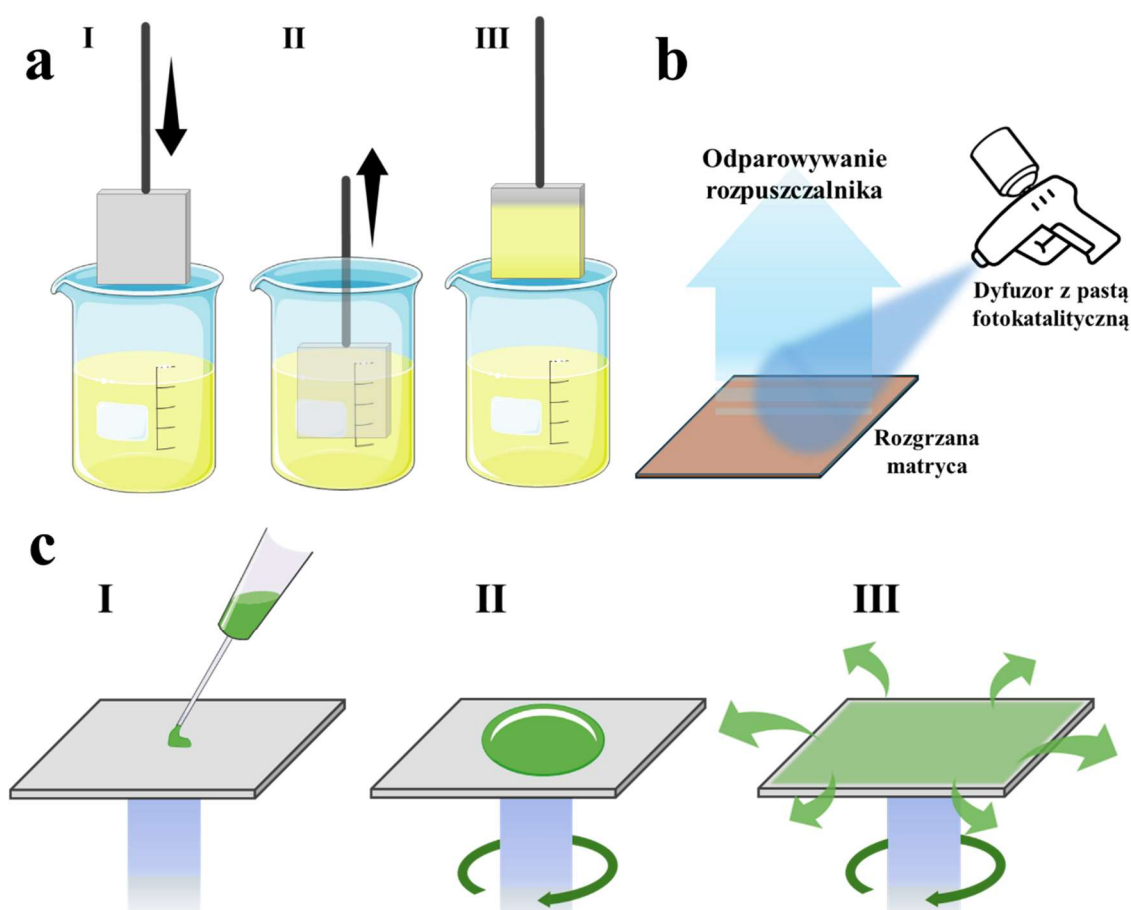 a
I
II
III
b
Odparowywanie
rozpuszczalnika
Dyfuzor z pastą
fotokatalityczną
Rozgrzana
matryca
c
I
II
III